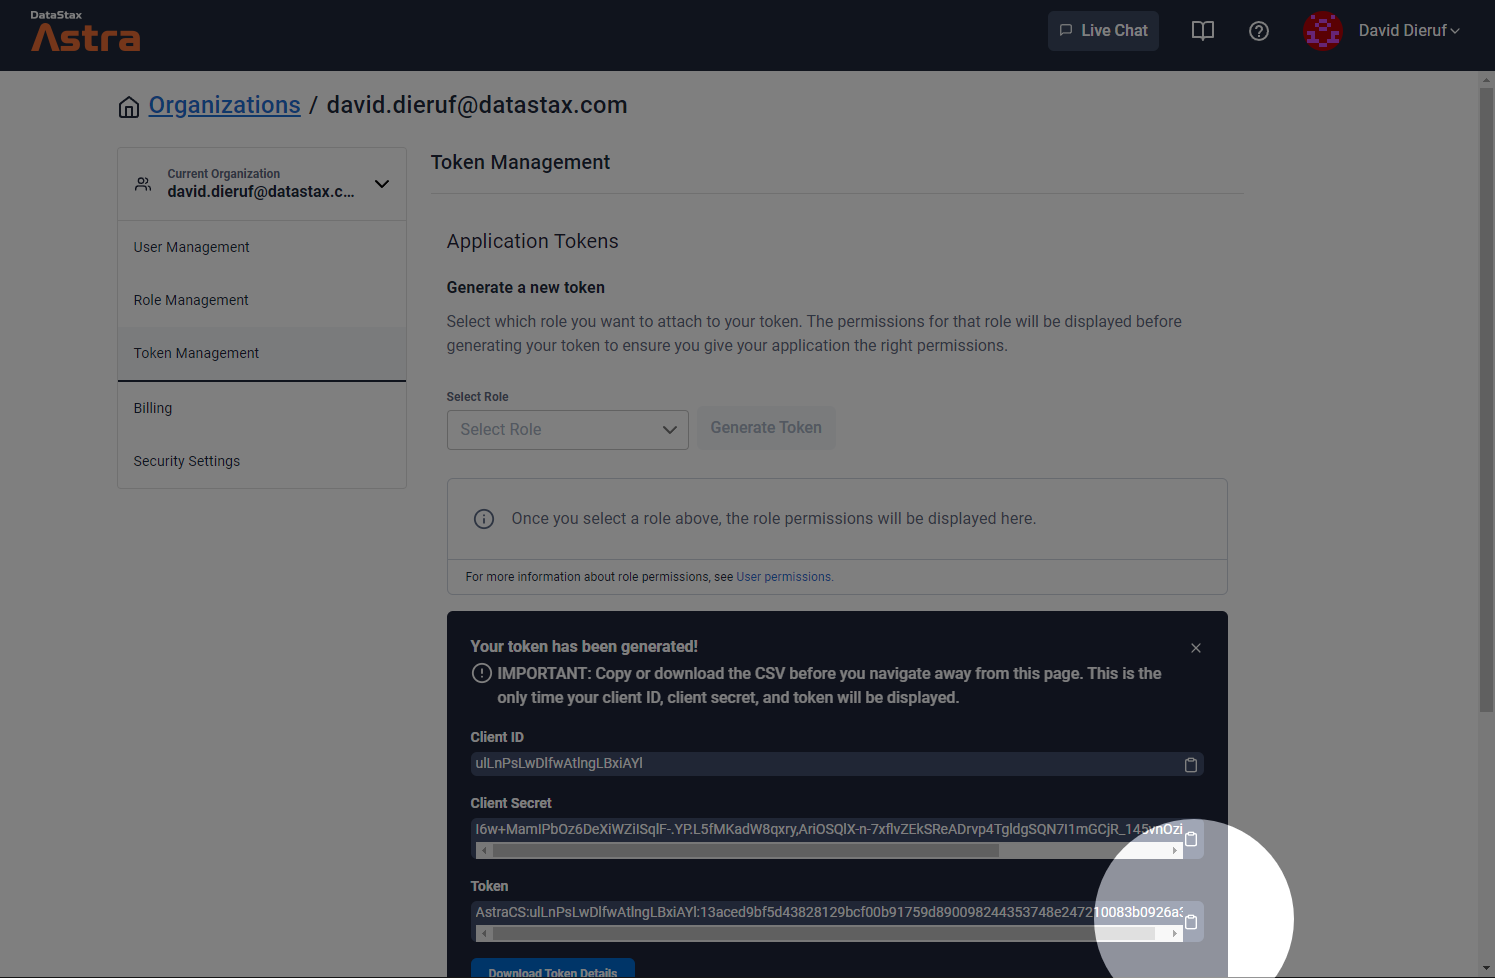 DataStax
Astra
Live Chat
David Dieruf
Organizations / david.dieruf@datastax.com
Current Organization
david.dieruf@datastax.c...
User Management
Role Management
Token Management
Billing
Security Settings
Token Management
Application Tokens
Generate a new token
Select which role you want to attach to your token. The permissions for that role will be displayed before
generating your token to ensure you give your application the right permissions.
Select Role
Select Role
Generate Token
Once you select a role above, the role permissions will be displayed here.
For more information about role permissions, see User permissions.
Your token has been generated!
IMPORTANT: Copy or download the CSV before you navigate away from this page. This is the
only time your client ID, client secret, and token will be displayed.
Client ID
ulLnPsLwDlfwAtlngLBxiAYl
Client Secret
I6w+MamIPbOz6DeXiWZiISqlF-.YP.L5fMKadW8qxry,AriOSQlX-n-7xflvZEkSReADrvp4TgldgSQN7I1mGCjR_145vnOzi
Token
AstraCS:ulLnPsLwDlfwAtlngLBxiAYl:13aced9bf5d43828129bcf00b91759d890098244353748e247210083b0926a3
Download Token Details